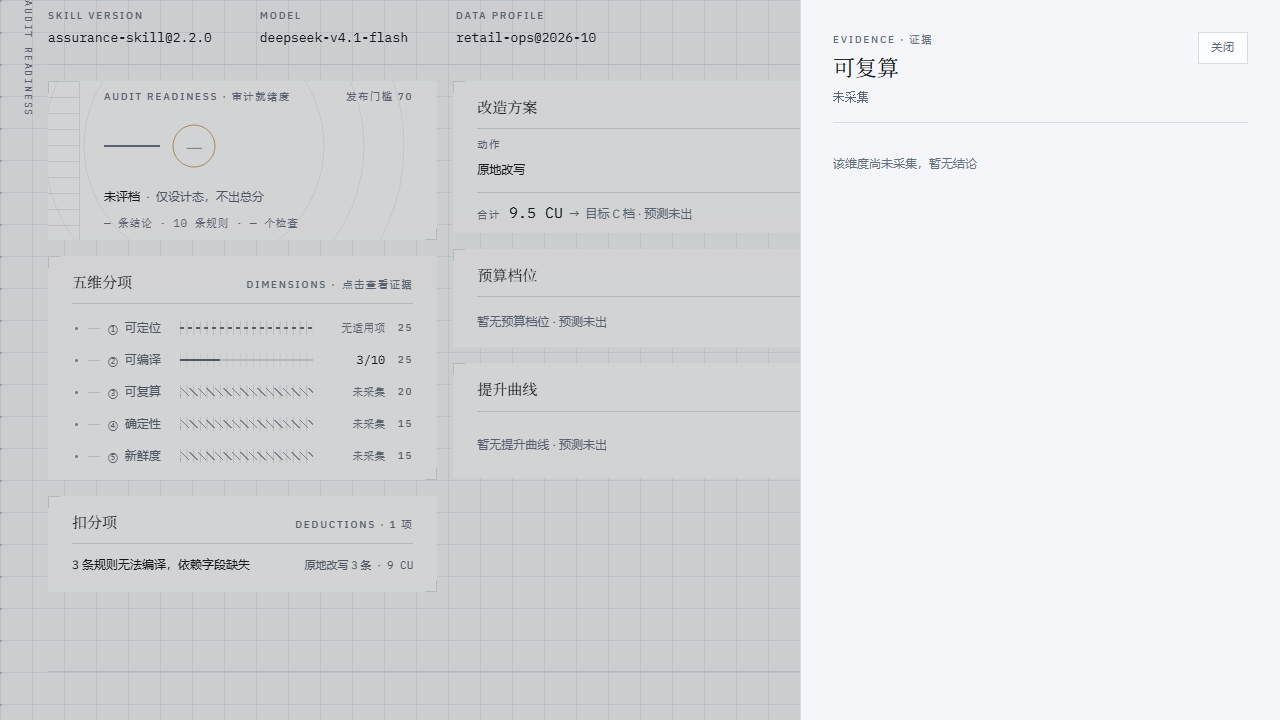 AUDIT READINESS
SKILL VERSION
assurance-skill@2.2.0
MODEL
deepseek-v4.1-flash
DATA PROFILE
retail-ops@2026-10
AUDIT READINESS · 审计就绪度
发布门槛 70
—
未评档 · 仅设计态，不出总分
— 条结论 · 10 条规则 · — 个检查
五维分项
DIMENSIONS · 点击查看证据
① 可定位 无适用项 25
② 可编译 3/10 25
③ 可复算 未采集 20
④ 确定性 未采集 15
⑤ 新鲜度 未采集 15
扣分项
DEDUCTIONS · 1 项
3 条规则无法编译，依赖字段缺失
原地改写 3 条 · 9 CU
改造方案
动作
原地改写
合计 9.5 CU → 目标 C 档 · 预测未出
预算档位
暂无预算档位 · 预测未出
提升曲线
暂无提升曲线 · 预测未出
EVIDENCE · 证据
可复算
未采集
关闭
该维度尚未采集，暂无结论